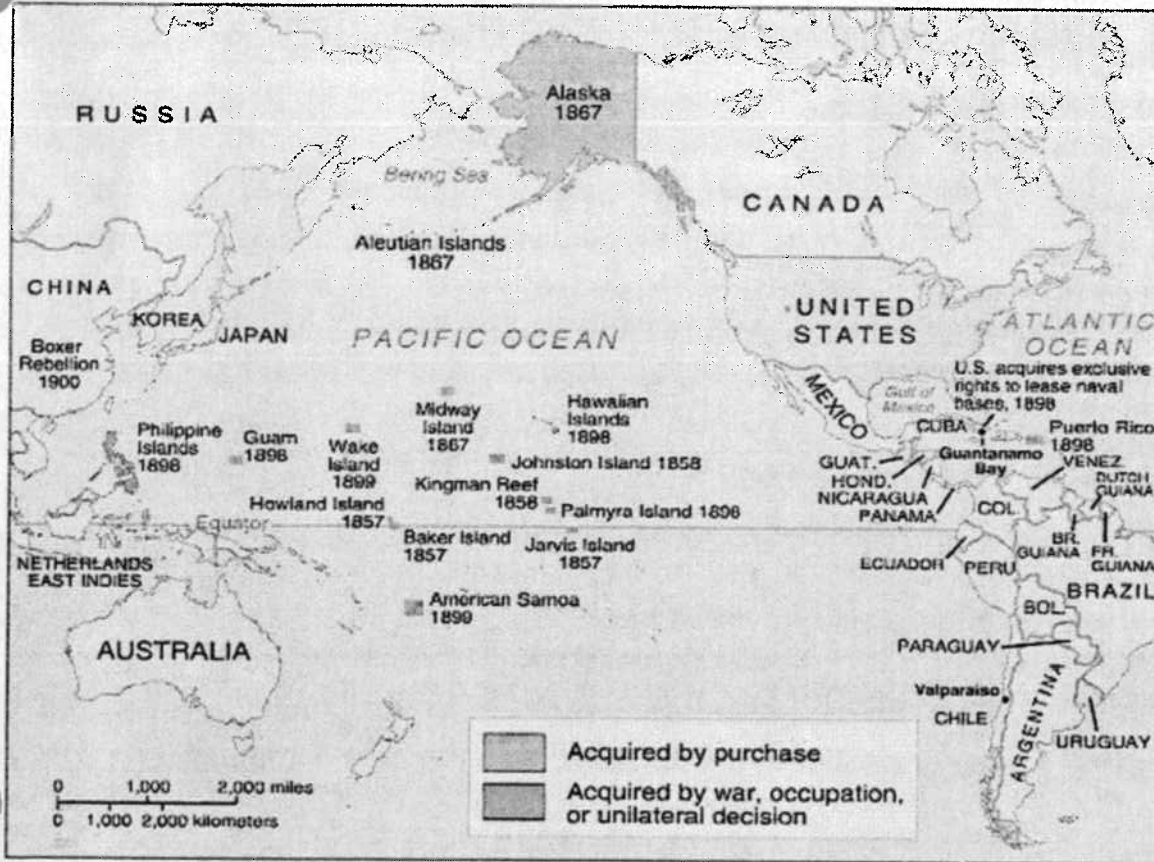 Alaska
1867
RUSSIA
Bering Sea
CANADA
Aleutian Islands
1867
CHINA
KOREA
JAPAN
Boxer
Rebellion
1900
PACIFIC OCEAN
UNITED
STATES
ATLANTIC
OCEAN
U.S. acquires exclusive
rights to lease naval
bases, 1898
MEXICO
Gulf of
Mexico
CUBA
Guantanamo
Bay
Puerto Rico
1898
Philippine
Islands
1898
Guam
1898
Wake
Island
1899
Midway
Island
1867
Hawaiian
Islands
1898
Johnston Island 1858
Kingman Reef
1858
Palmyra Island 1898
Howland Island
1857
Equator
Baker Island
1857
Jarvis Island
1857
American Samoa
1899
NETHERLANDS
EAST INDIES
AUSTRALIA
GUAT.
HOND.
NICARAGUA
PANAMA
COL.
VENEZ
DUTCH
GUIANA
BR.
GUIANA
FR.
GUIANA
ECUADOR
PERU
BRAZIL
BOL.
PARAGUAY
Valparaiso
CHILE
ARGENTINA
URUGUAY
Acquired by purchase
Acquired by war, occupation,
or unilateral decision
0 1,000 2,000 miles
0 1,000 2,000 kilometers